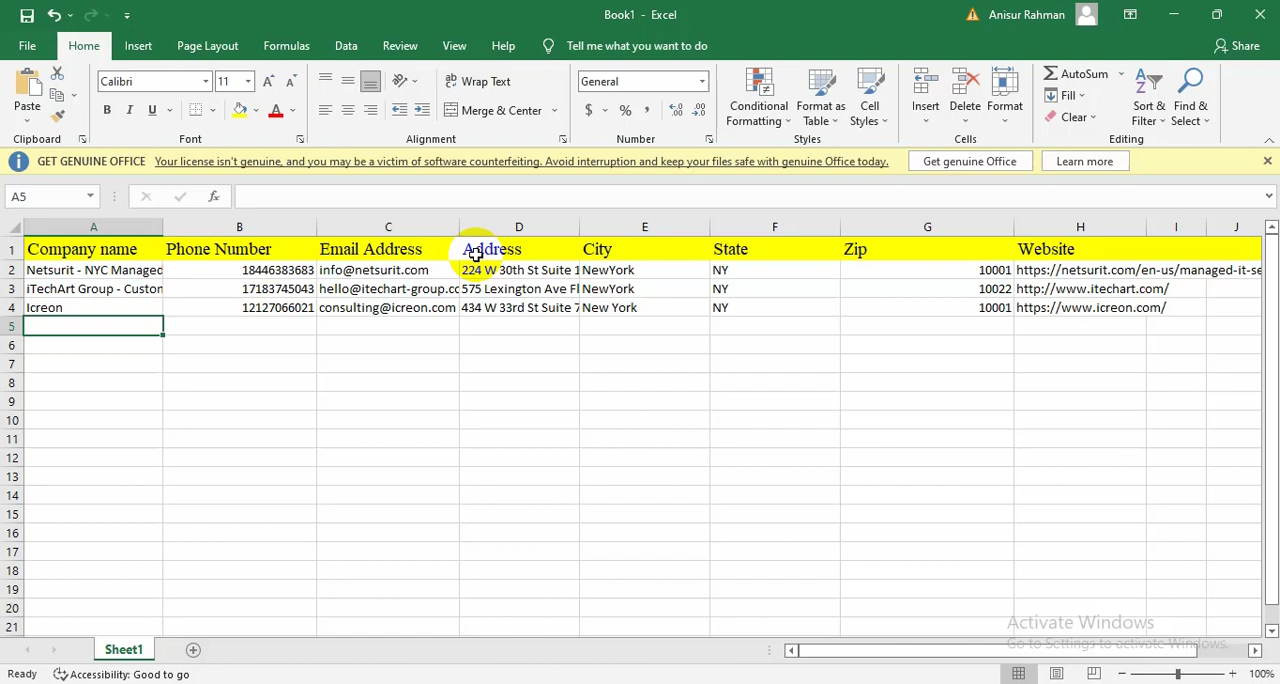 Book1 - Excel
Anisur Rahman
File Home Insert Page Layout Formulas Data Review View Help Tell me what you want to do Share
Paste
Clipboard
Calibri 11
B I U A
Font
Wrap Text
Merge & Center
Alignment
General
$ % ,
Number
Conditional Formatting
Format as Table
Cell Styles
Styles
Insert Delete Format
Cells
AutoSum
Fill
Clear
Sort & Filter
Find & Select
Editing
GET GENUINE OFFICE Your license isn't genuine, and you may be a victim of software counterfeiting. Avoid interruption and keep your files safe with genuine Office today. Get genuine Office Learn more
A5 fx
A B C D E F G H I J
1 Company name Phone Number Email Address Address City State Zip Website
2 Netsurit - NYC Managed 18446383683 info@netsurit.com 224 W 30th St Suite 1 NewYork NY 10001 https://netsurit.com/en-us/managed-it-se
3 iTechArt Group - Custon 17183745043 hello@itechart-group.cc 575 Lexington Ave Fl NewYork NY 10022 http://www.itechart.com/
4 Icreon 12127066021 consulting@icreon.com 434 W 33rd St Suite 7 New York NY 10001 https://www.icreon.com/
5
6
7
8
9
10
11
12
13
14
15
16
17
18
19
20
21
Activate Windows
Go to Settings to activate Windows.
Sheet1
Ready Accessibility: Good to go 100%